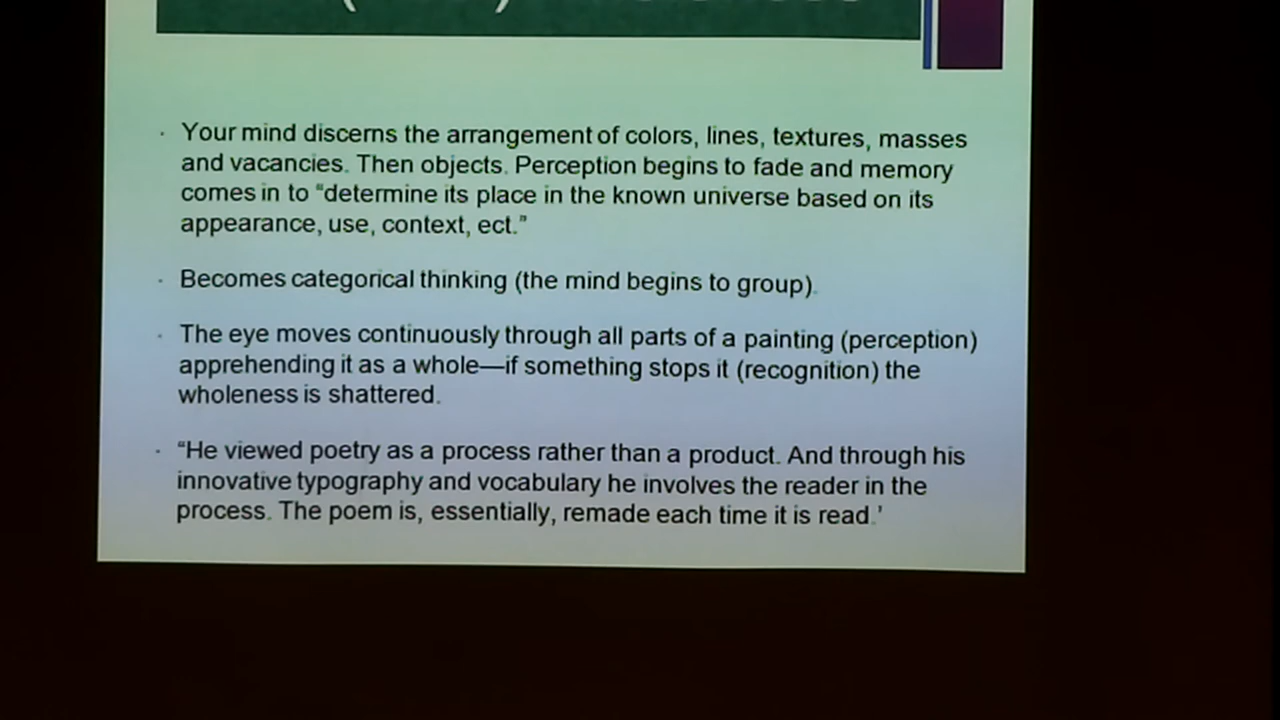 · Your mind discerns the arrangement of colors, lines, textures, masses
and vacancies. Then objects. Perception begins to fade and memory
comes in to “determine its place in the known universe based on its
appearance, use, context, ect.”
· Becomes categorical thinking (the mind begins to group).
· The eye moves continuously through all parts of a painting (perception)
apprehending it as a whole—if something stops it (recognition) the
wholeness is shattered.
· “He viewed poetry as a process rather than a product. And through his
innovative typography and vocabulary he involves the reader in the
process. The poem is, essentially, remade each time it is read.’